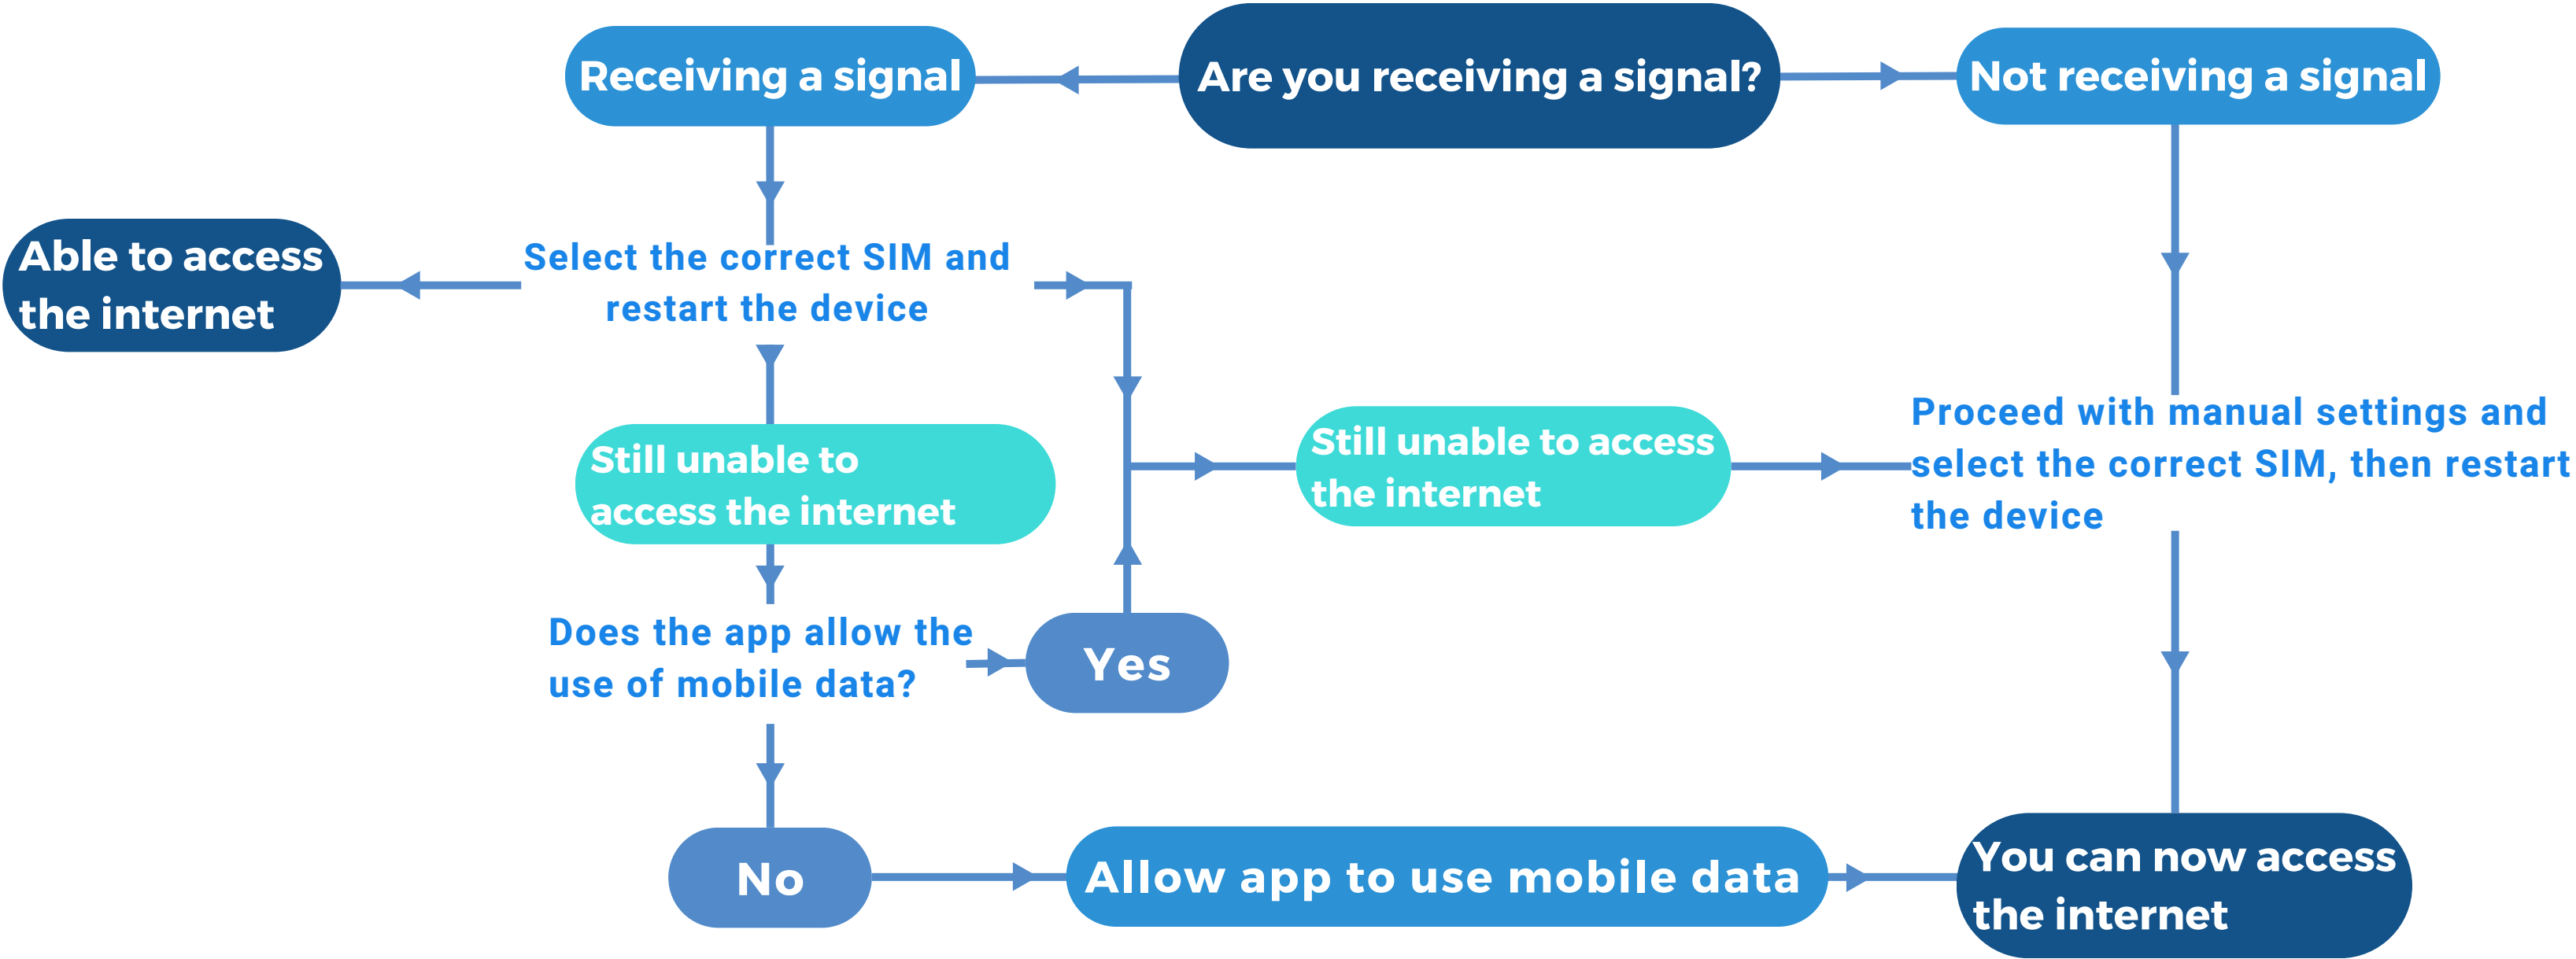 Receiving a signal
Are you receiving a signal?
Not receiving a signal
Able to access
the internet
Select the correct SIM and
restart the device
Still unable to
access the internet
Still unable to access
the internet
Proceed with manual settings and
select the correct SIM, then restart
the device
Does the app allow the
use of mobile data?
Yes
No
Allow app to use mobile data
You can now access
the internet